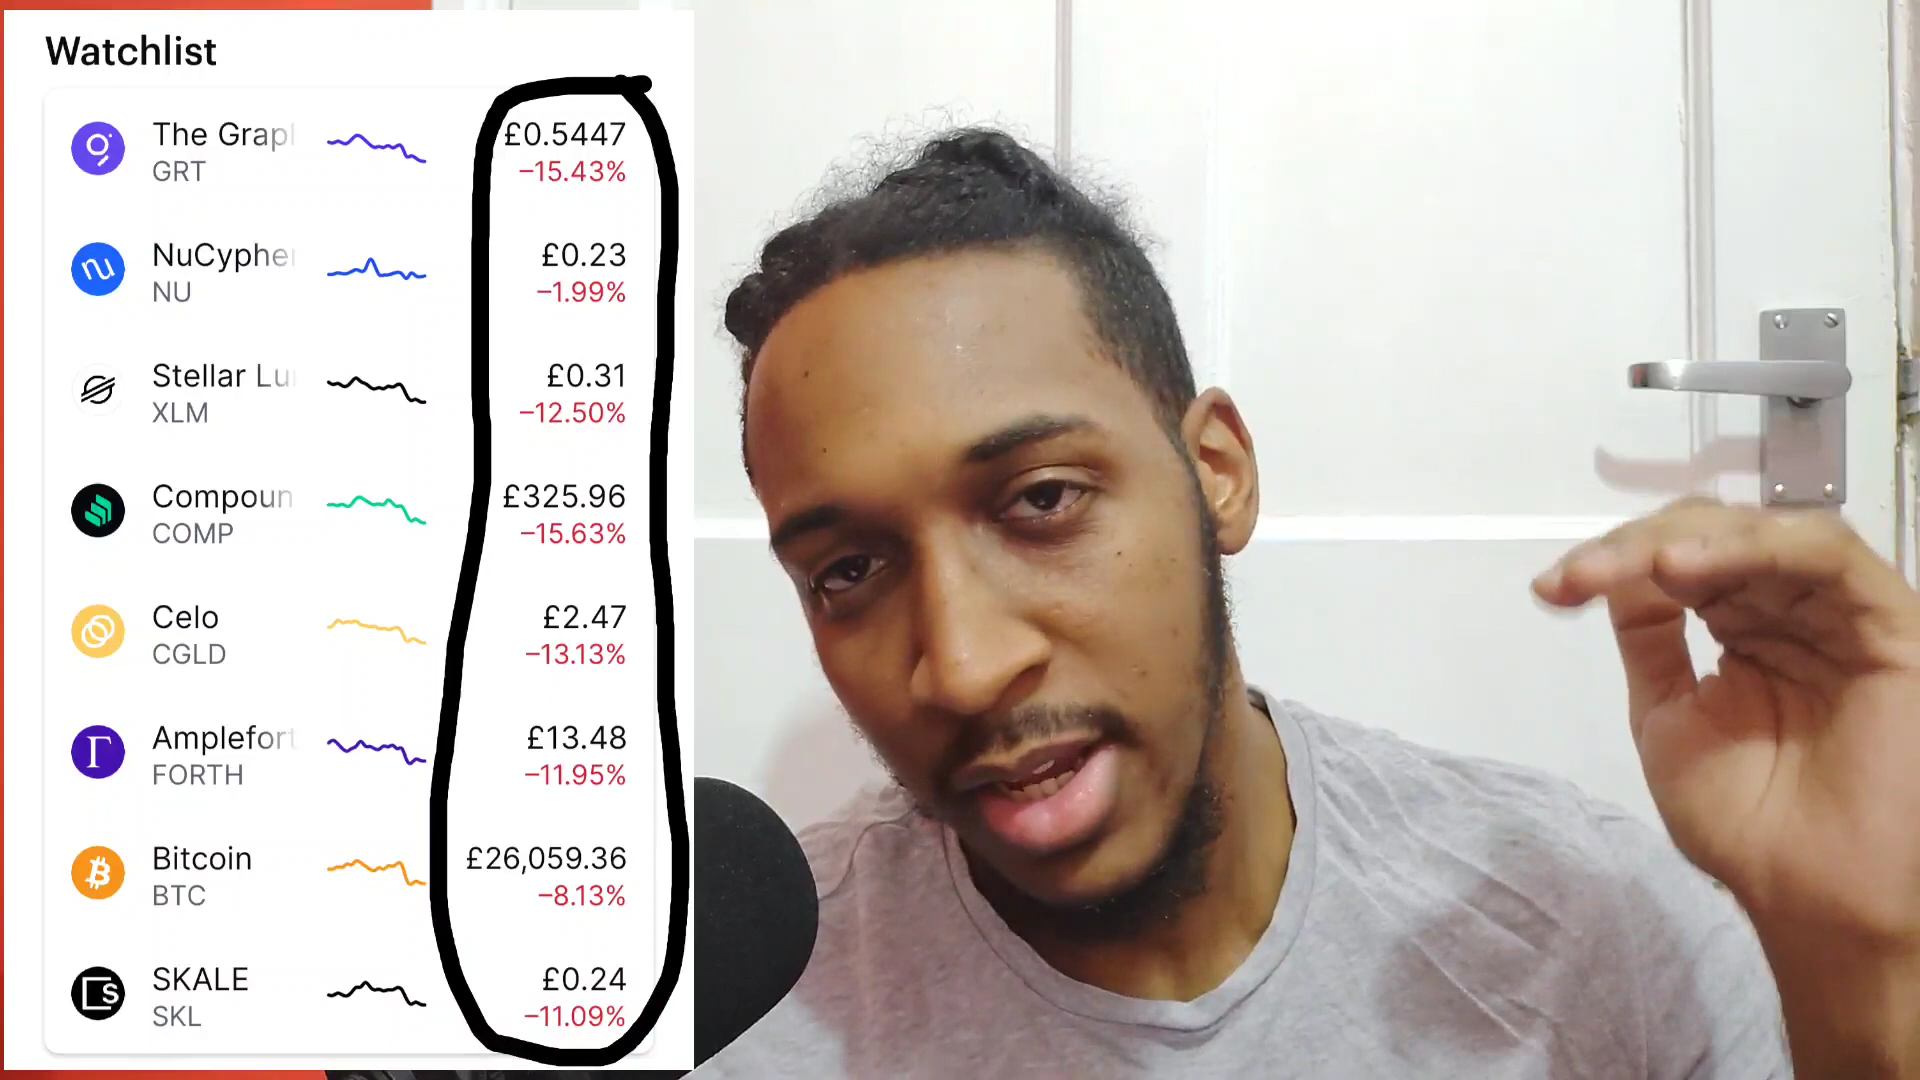 Watchlist
The Grap
£0.5447
GRT
-15.43%
NuCypher
£0.23
NU
-1.99%
Stellar Lu
£0.31
XLM
-12.50%
Compoun
£325.96
COMP
-15.63%
Celo
£2.47
CGLD
-13.13%
Amplefort
£13.48
FORTH
-11.95%
Bitcoin
£26,059.36
BTC
-8.13%
SKALE
£0.24
SKL
-11.09%